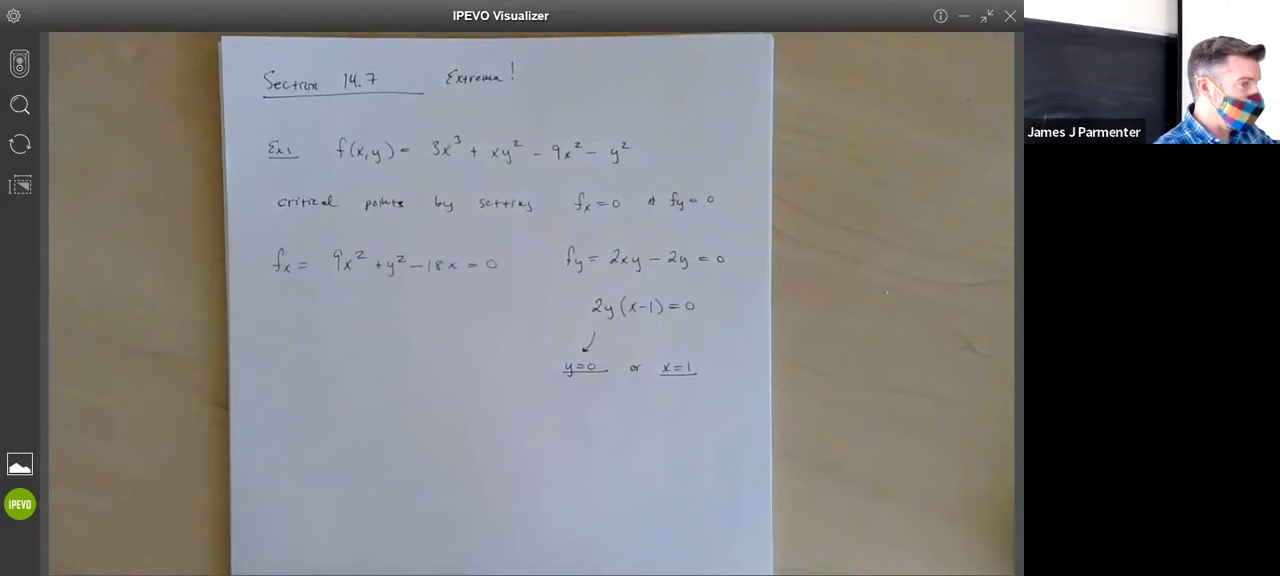 IPEVO Visualizer
Section 14.7 Extrema!
Ex1 f(x,y) = 3x³ + xy² - 9x² - y²
critical points by setting fx=0 & fy=0
fx = 9x² + y² - 18x = 0 fy = 2xy - 2y = 0
2y(x-1) = 0
y=0 or x=1
James J Parmenter
IPEVO